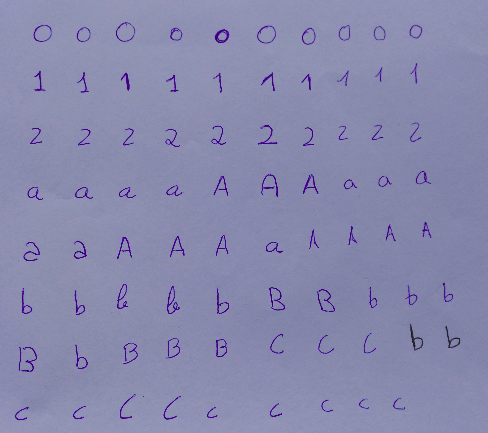 0 0 0 0 0 0 0 0 0 0
1 1 1 1 1 1 1 1 1 1
2 2 2 2 2 2 2 2 2 2
a a a a A A A a a a
a a A A A a A A A A
b b b b b B B b b b
B b B B B C C C b b
c c C C c c c c c